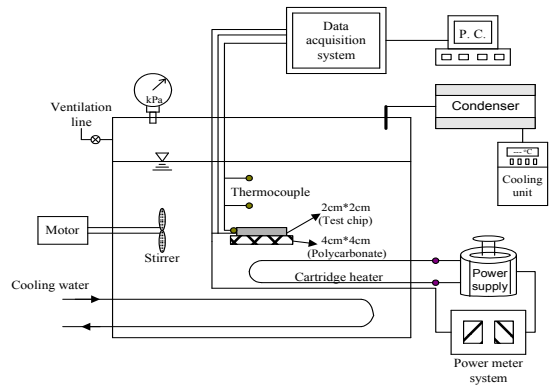 Data
acquisition
system
P. C.
kPa
Ventilation
line
Condenser
--- °C
Cooling
unit
Thermocouple
2cm*2cm
(Test chip)
4cm*4cm
(Polycarbonate)
Motor
Stirrer
Cooling water
Cartridge heater
Power
supply
Power meter
system